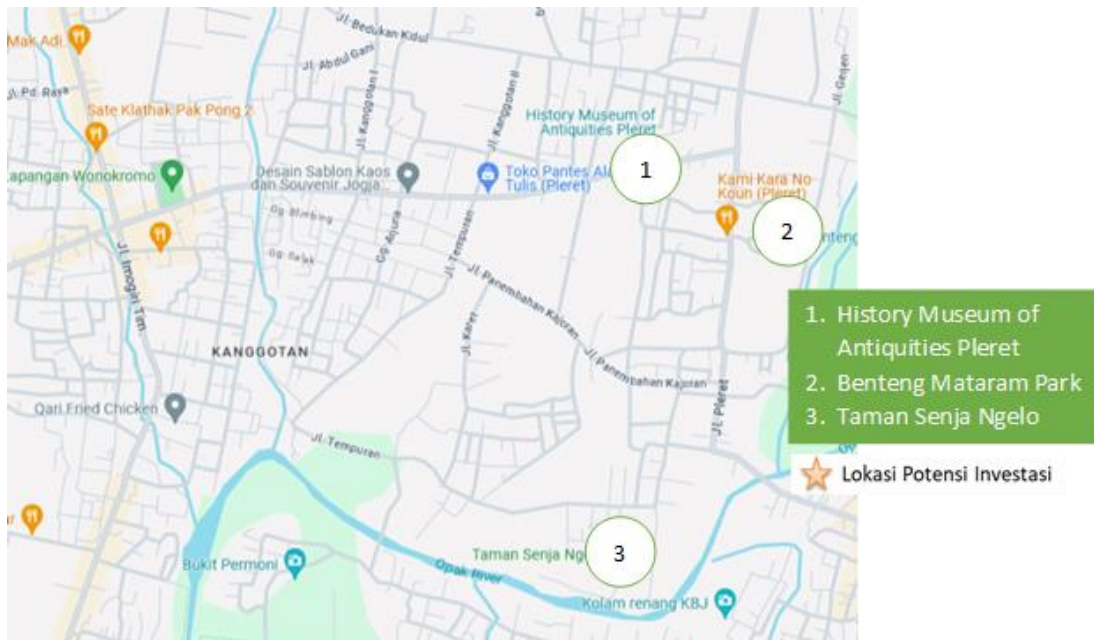 Jl. Bedukan Kidul
Mak Adi
Jl. Abdul Gani
Jl. Gerjen
Jl. Pd. Raya
Jl. Kanggotan I
Jl. Kanggotan II
Sate Klathak Pak Pong 2
History Museum of
Antiquities Pleret
1
Lapangan Wonokromo
Desain Sablon Kaos
dan Souvenir Jogja
Toko Pantes Al
Tulis (Pleret)
Kami Kara No
Koun (Pleret)
2
nteng
Gg. Blimbing
Gg. Salak
Gg. Arjuna
Jl. Tempuran
Jl. Imogiri Tim.
Jl. Panembahan Kajoran
Jl. Karet
Jl. Panembahan Kajoran
KANGGOTAN
Jl. Pleret
Qari Fried Chicken
Jl. Tempuran
1. History Museum of
Antiquities Pleret
2. Benteng Mataram Park
3. Taman Senja Ngelo
Lokasi Potensi Investasi
Taman Senja Ng
3
Bukit Permoni
Opak River
Kolam renang KBJ